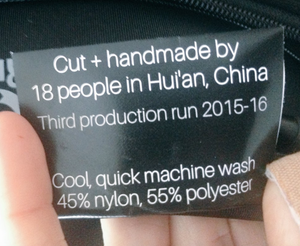 Cut + handmade by
18 people in Hui'an, China
Third production run 2015-16
Cool, quick machine wash
45% nylon, 55% polyester